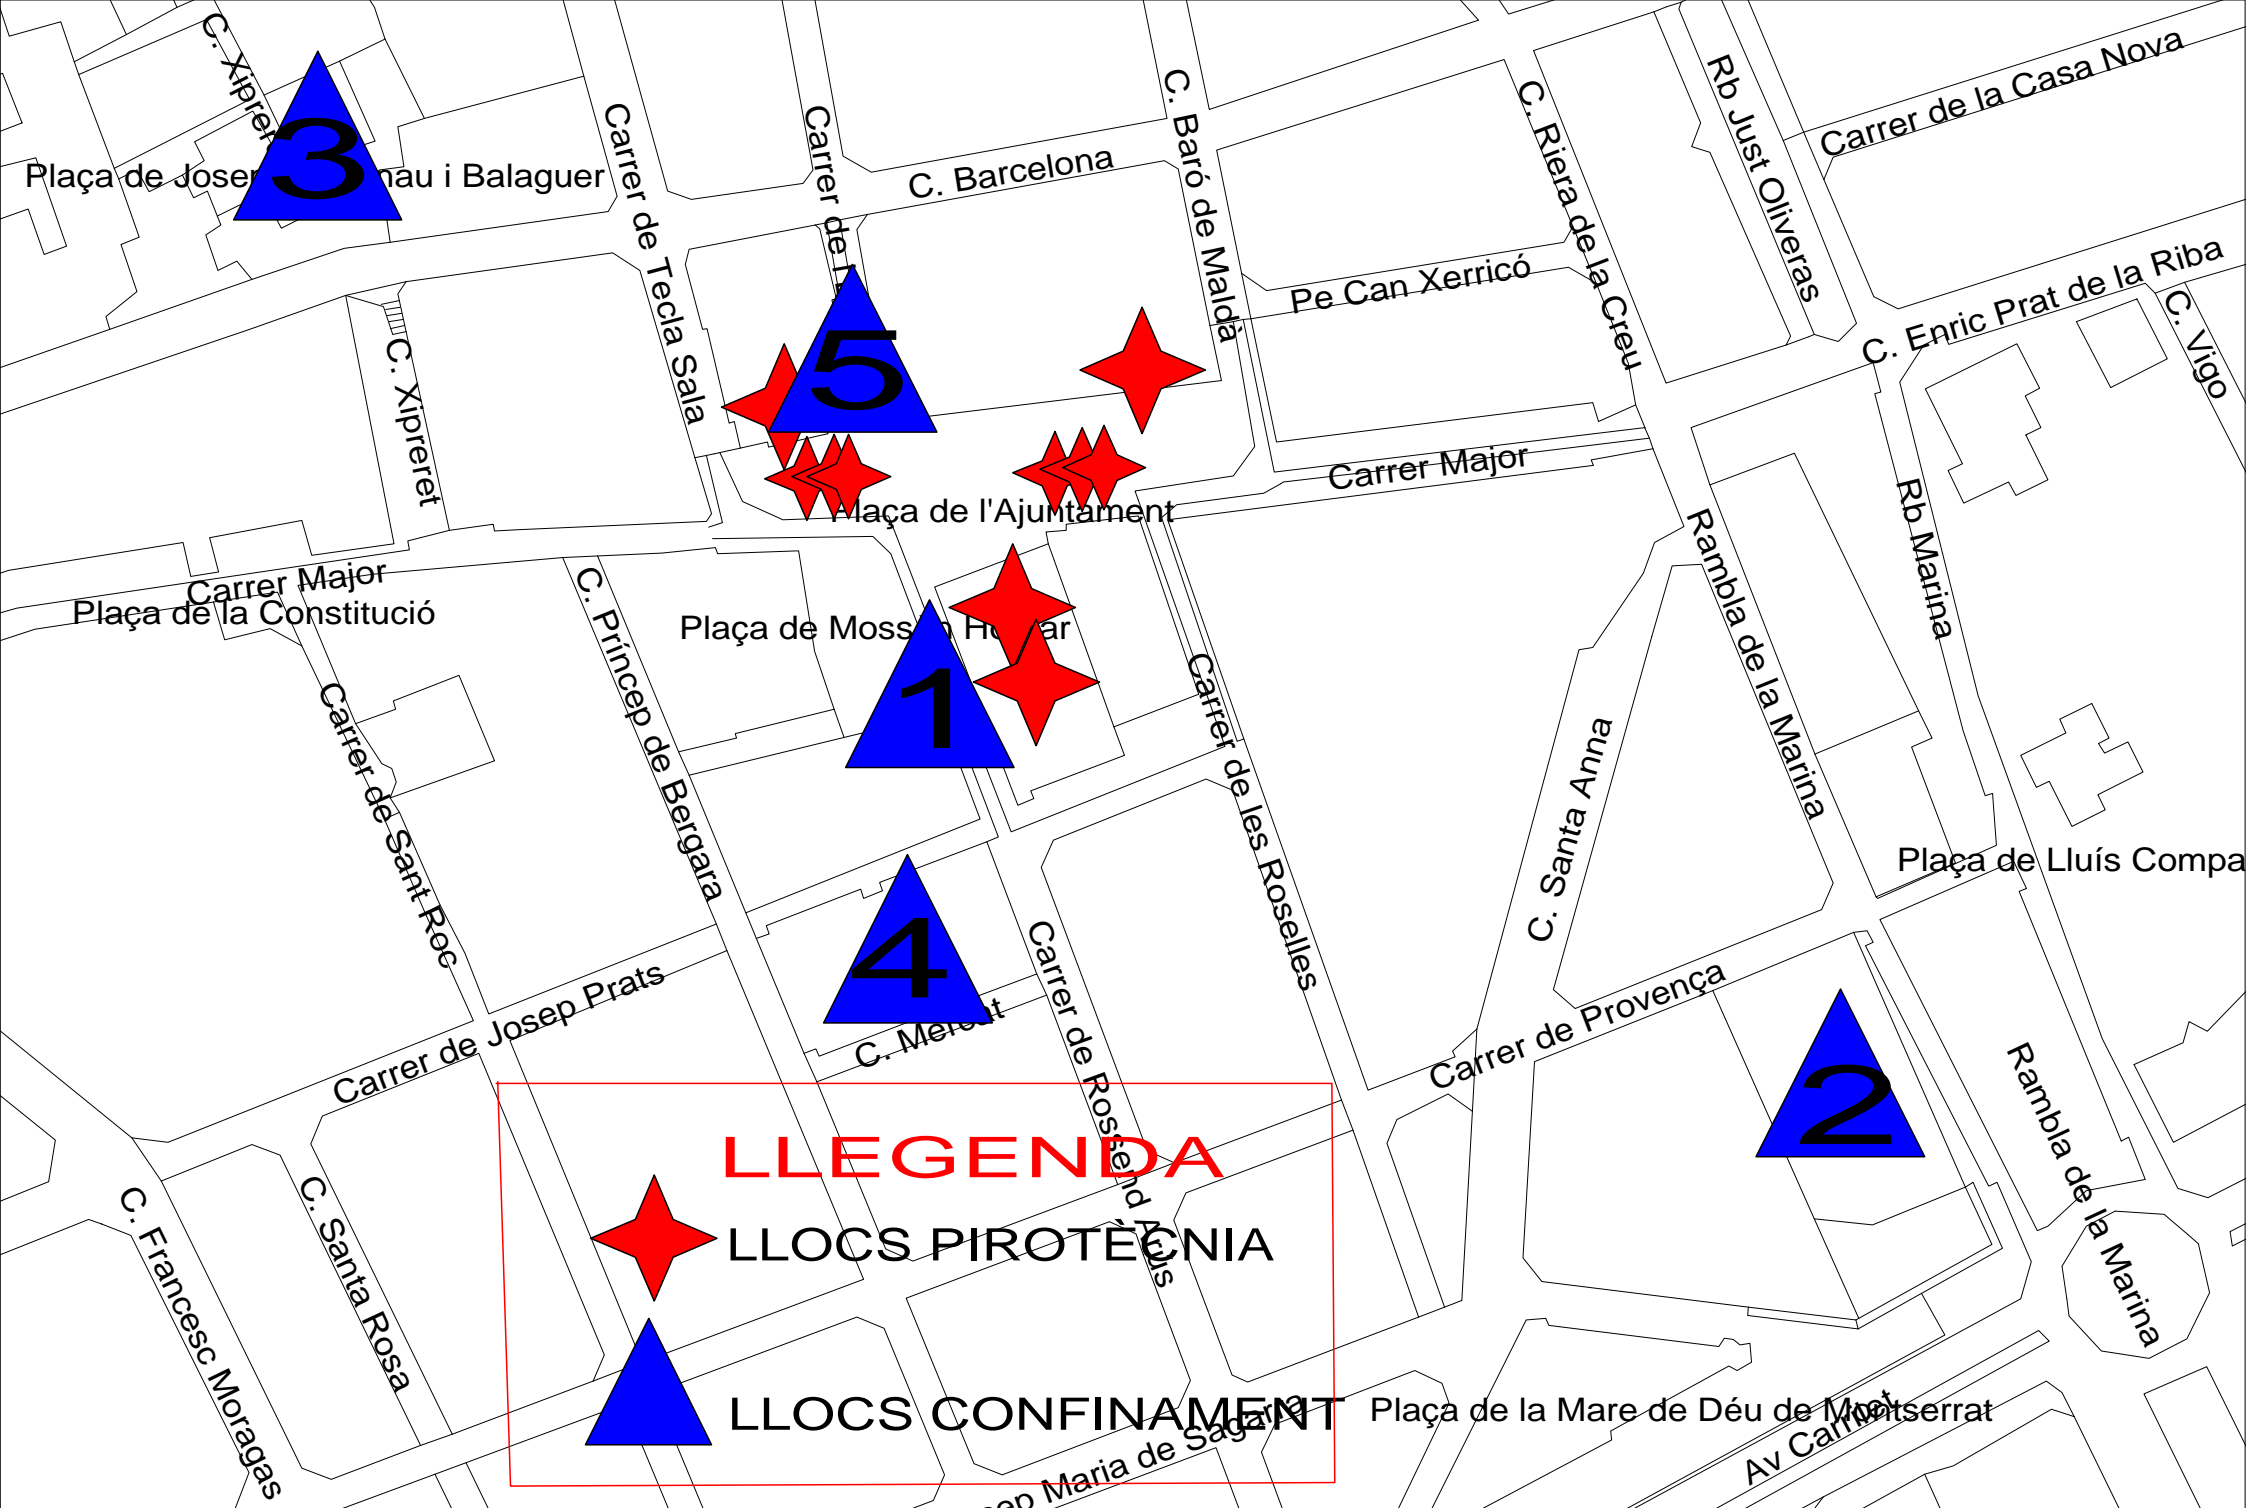 C. Xipreret
3
Plaça de Josep nau i Balaguer
Carrer de Tecla Sala
Carrer de
C. Barcelona
C. Baró de Maldà
C. Riera de la Creu
Rb Just Oliveras
Carrer de la Casa Nova
Pe Can Xerricó
C. Enric Prat de la Riba
C. Vigo
5
C. Xipreret
Carrer Major
Plaça de l'Ajuntament
Carrer Major
Plaça de la Constitució
C. Príncep de Bergara
Plaça de Mossèn Homar
1
Rambla de la Marina
Rb Marina
Carrer de Sant Roc
Carrer de les Roselles
C. Santa Anna
Plaça de Lluís Compa
4
Carrer de Josep Prats
C. Mercat
Carrer de Rossend Arús
Carrer de Provença
2
Rambla de la Marina
LLEGENDA
LLOCS PIROTÈCNIA
LLOCS CONFINAMENT
C. Francesc Moragas
C. Santa Rosa
Plaça de la Mare de Déu de Montserrat
Av Carrilet
ep Maria de Sagarra